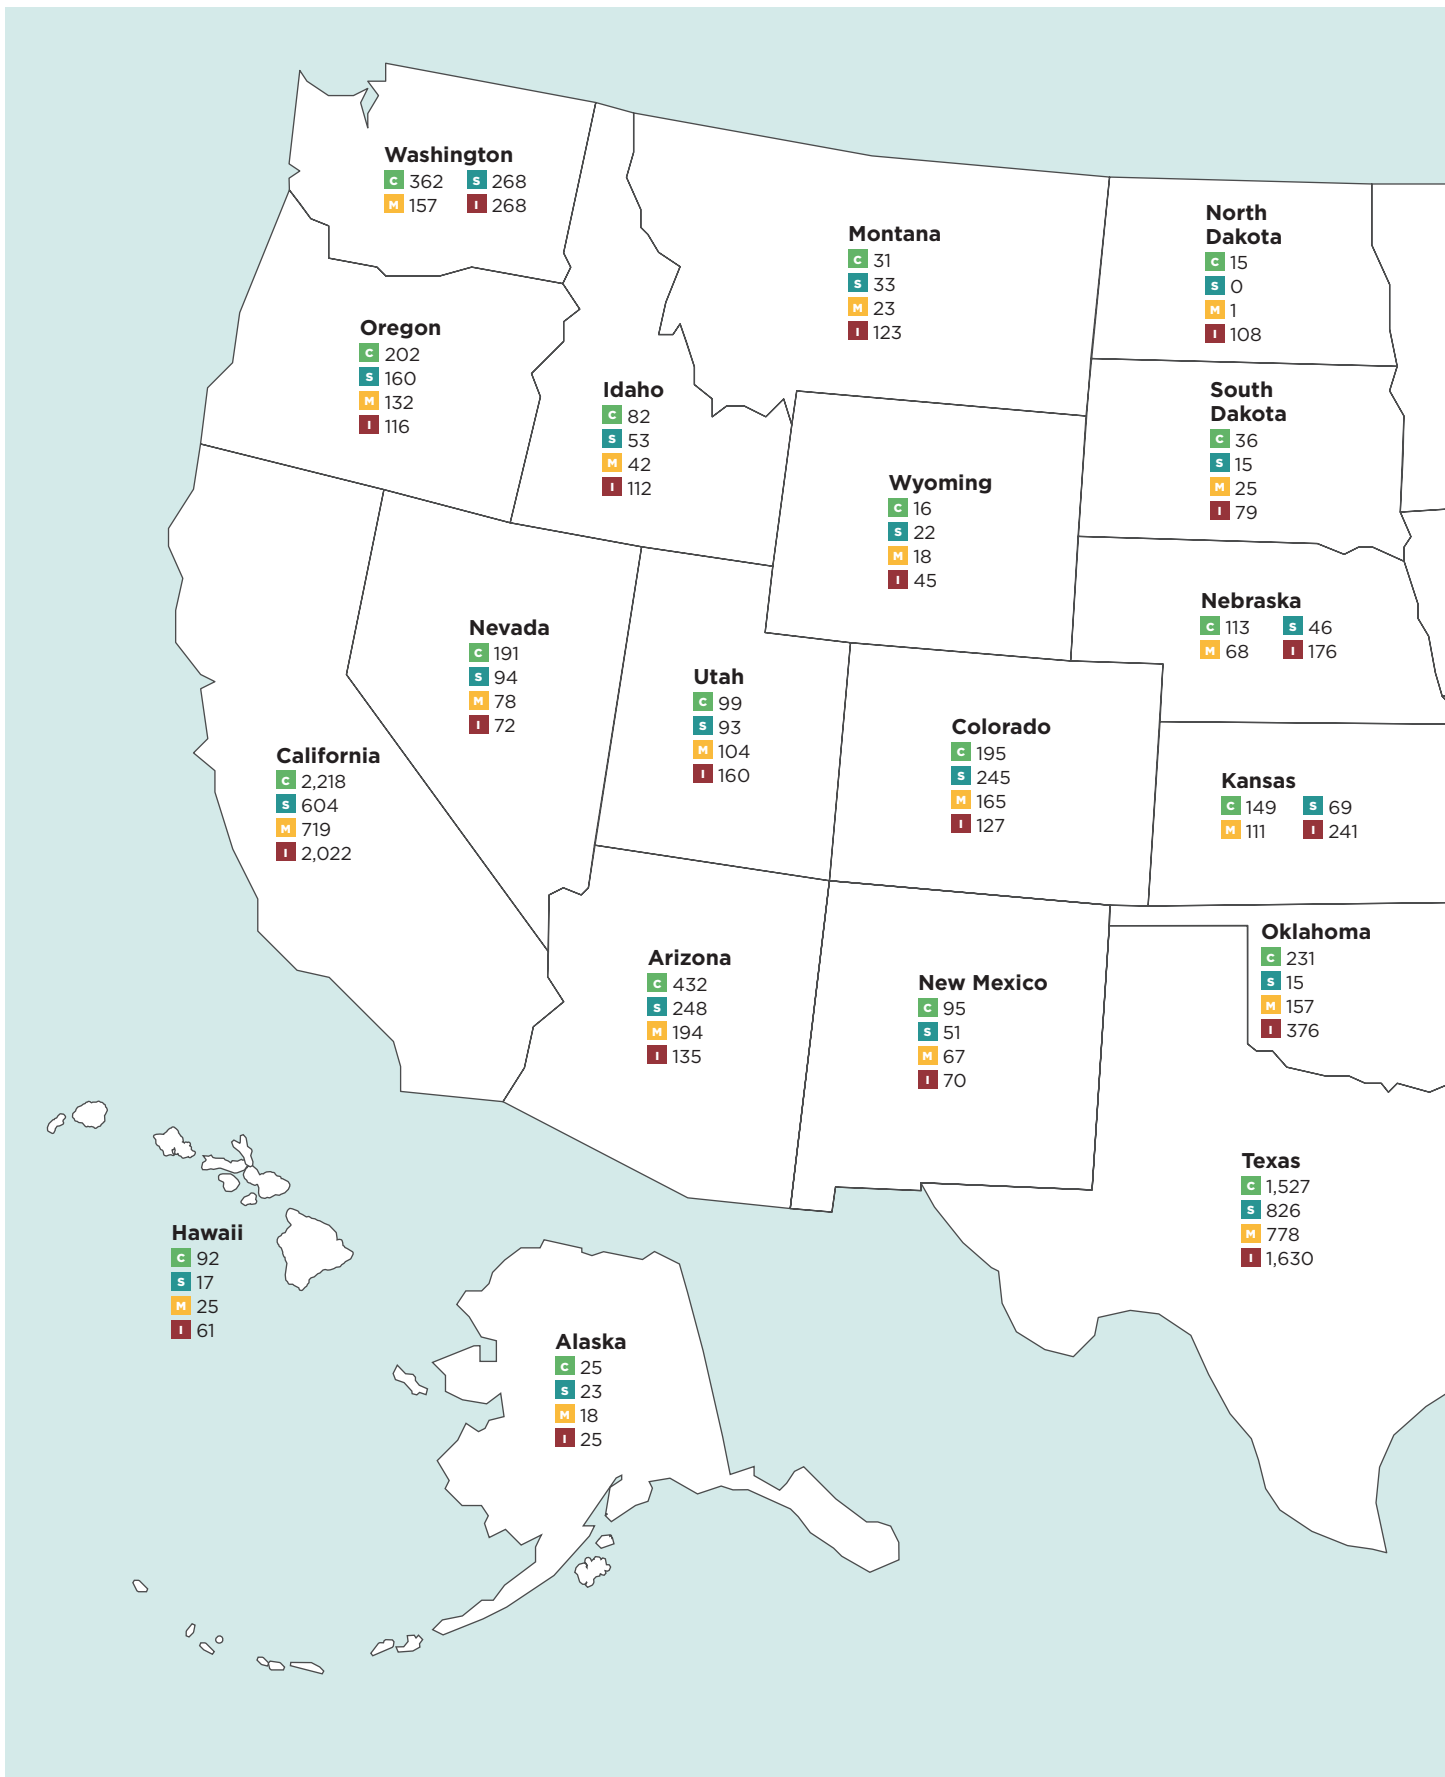 Washington
C 362 S 268
M 157 I 268
Montana
C 31
S 33
M 23
I 123
North
Dakota
C 15
S 0
M 1
I 108
Oregon
C 202
S 160
M 132
I 116
Idaho
C 82
S 53
M 42
I 112
South
Dakota
C 36
S 15
M 25
I 79
Wyoming
C 16
S 22
M 18
I 45
Nebraska
C 113 S 46
M 68 I 176
Nevada
C 191
S 94
M 78
I 72
Utah
C 99
S 93
M 104
I 160
Colorado
C 195
S 245
M 165
I 127
California
C 2,218
S 604
M 719
I 2,022
Kansas
C 149 S 69
M 111 I 241
Oklahoma
C 231
S 15
M 157
I 376
Arizona
C 432
S 248
M 194
I 135
New Mexico
C 95
S 51
M 67
I 70
Texas
C 1,527
S 826
M 778
I 1,630
Hawaii
C 92
S 17
M 25
I 61
Alaska
C 25
S 23
M 18
I 25